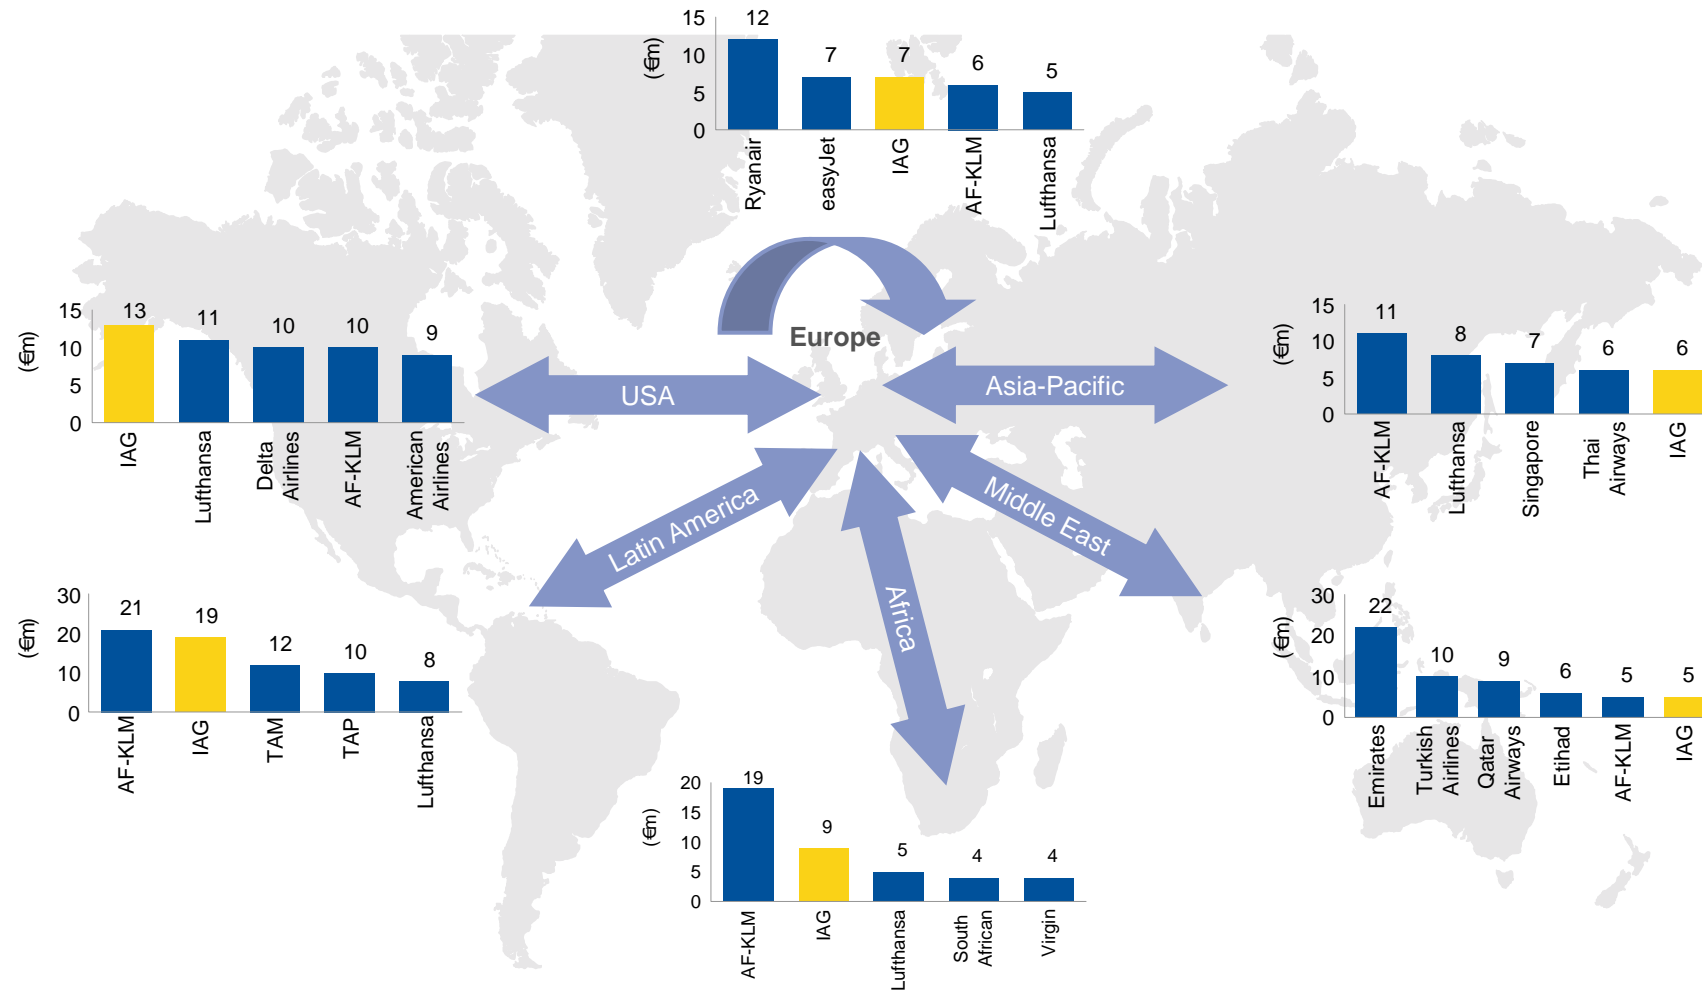 15
10
5
0
(€m)
12
7
7
6
5
Ryanair
easyJet
IAG
AF-KLM
Lufthansa
Europe
15
10
5
0
(€m)
13
11
10
10
9
IAG
Lufthansa
Delta
Airlines
AF-KLM
American
Airlines
USA
Asia-Pacific
15
10
5
0
(€m)
11
8
7
6
6
AF-KLM
Lufthansa
Singapore
Thai
Airways
IAG
Latin America
Middle East
Africa
30
20
10
0
(€m)
21
19
12
10
8
AF-KLM
IAG
TAM
TAP
Lufthansa
30
20
10
0
(€m)
22
10
9
6
5
5
Emirates
Turkish
Airlines
Qatar
Airways
Etihad
AF-KLM
IAG
20
15
10
5
0
(€m)
19
9
5
4
4
AF-KLM
IAG
Lufthansa
South
African
Virgin